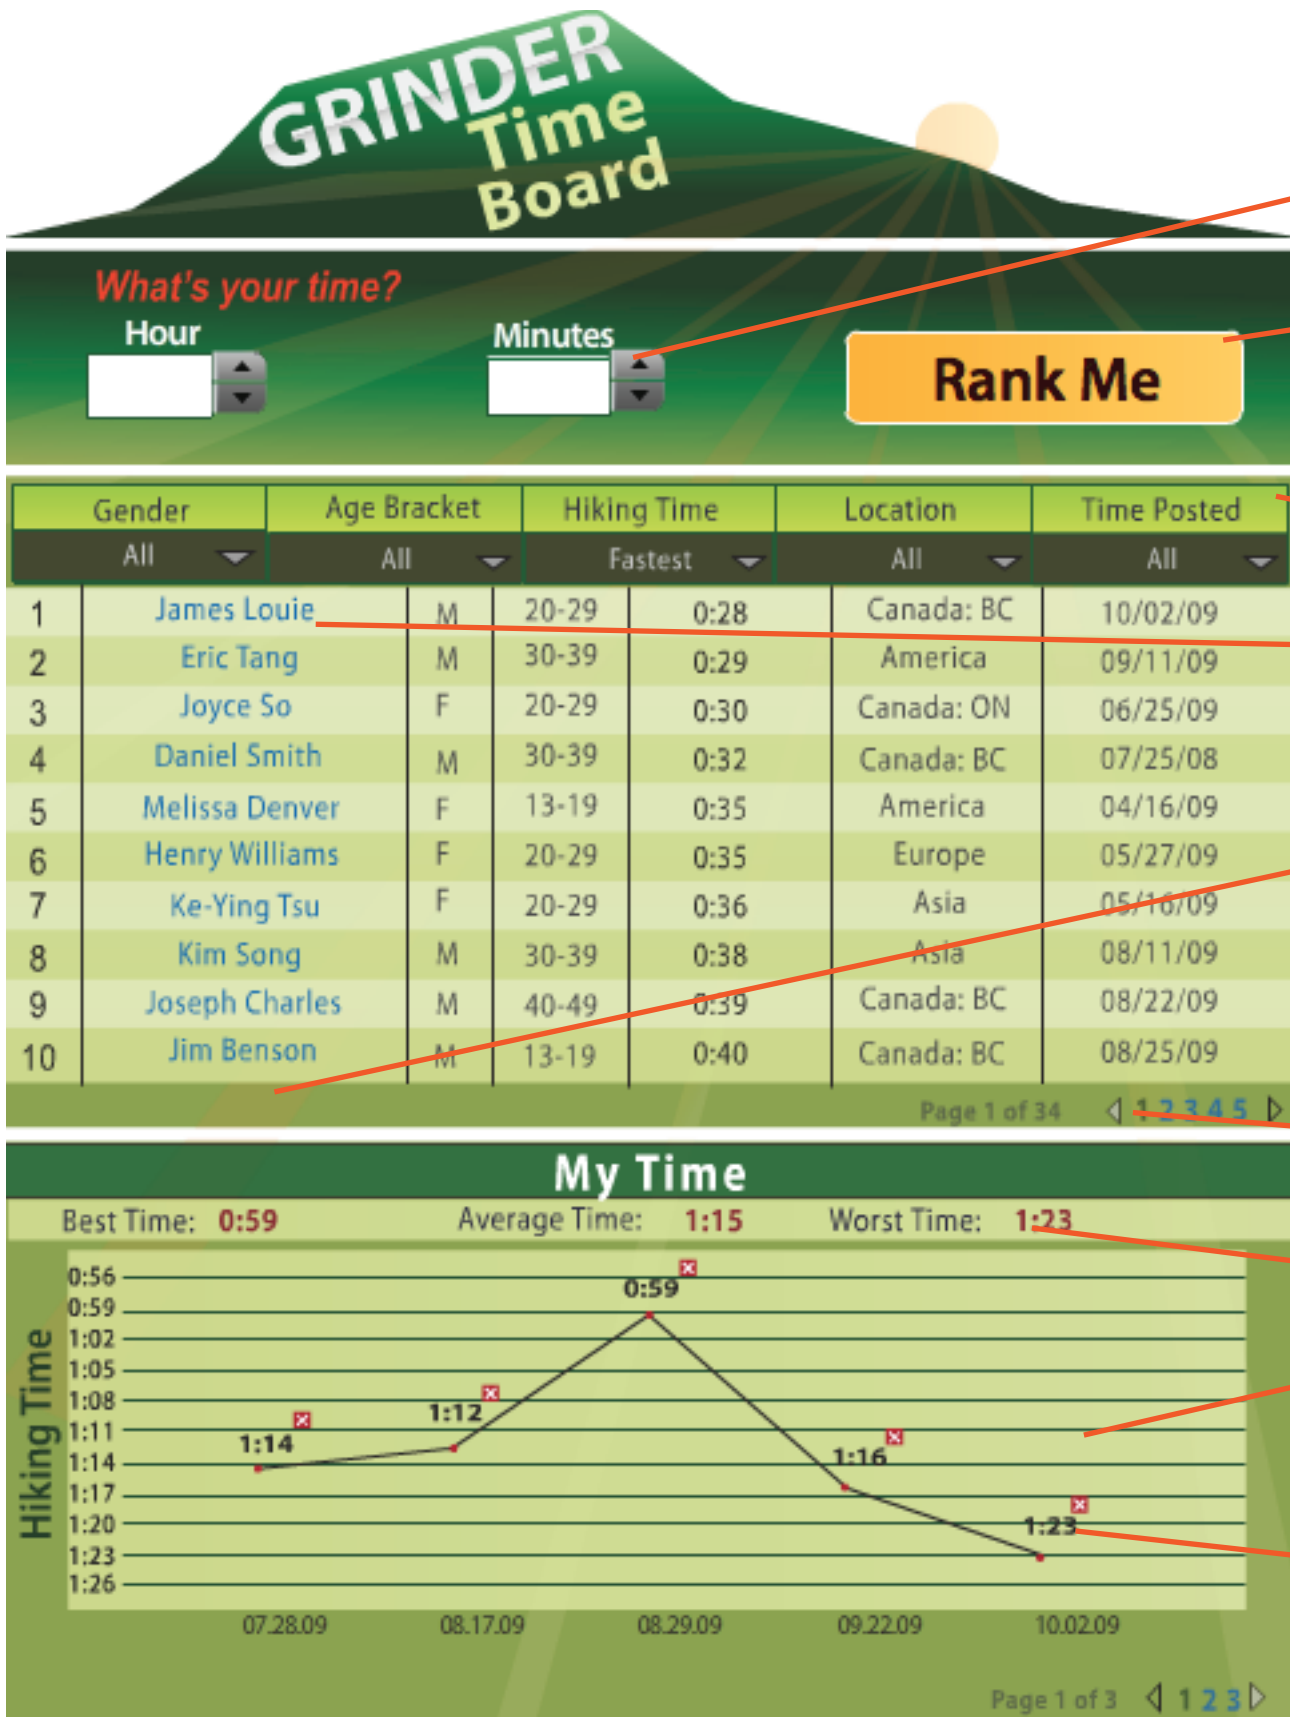 GRINDER
Time
Board
What's your time?
Hour Minutes
Rank Me
Gender Age Bracket Hiking Time Location Time Posted
All All Fastest All All
1 James Louie M 20-29 0:28 Canada: BC 10/02/09
2 Eric Tang M 30-39 0:29 America 09/11/09
3 Joyce So F 20-29 0:30 Canada: ON 06/25/09
4 Daniel Smith M 30-39 0:32 Canada: BC 07/25/08
5 Melissa Denver F 13-19 0:35 America 04/16/09
6 Henry Williams F 20-29 0:35 Europe 05/27/09
7 Ke-Ying Tsu F 20-29 0:36 Asia 05/16/09
8 Kim Song M 30-39 0:38 Asia 08/11/09
9 Joseph Charles M 40-49 0:39 Canada: BC 08/22/09
10 Jim Benson M 13-19 0:40 Canada: BC 08/25/09
Page 1 of 34 1 2 3 4 5
My Time
Best Time: 0:59 Average Time: 1:15 Worst Time: 1:23
Hiking Time
0:56
0:59
1:02
1:05
1:08
1:11
1:14
1:17
1:20
1:23
1:26
1:14 1:12 0:59 1:16 1:23
07.28.09 08.17.09 08.29.09 09.22.09 10.02.09
Page 1 of 3 1 2 3